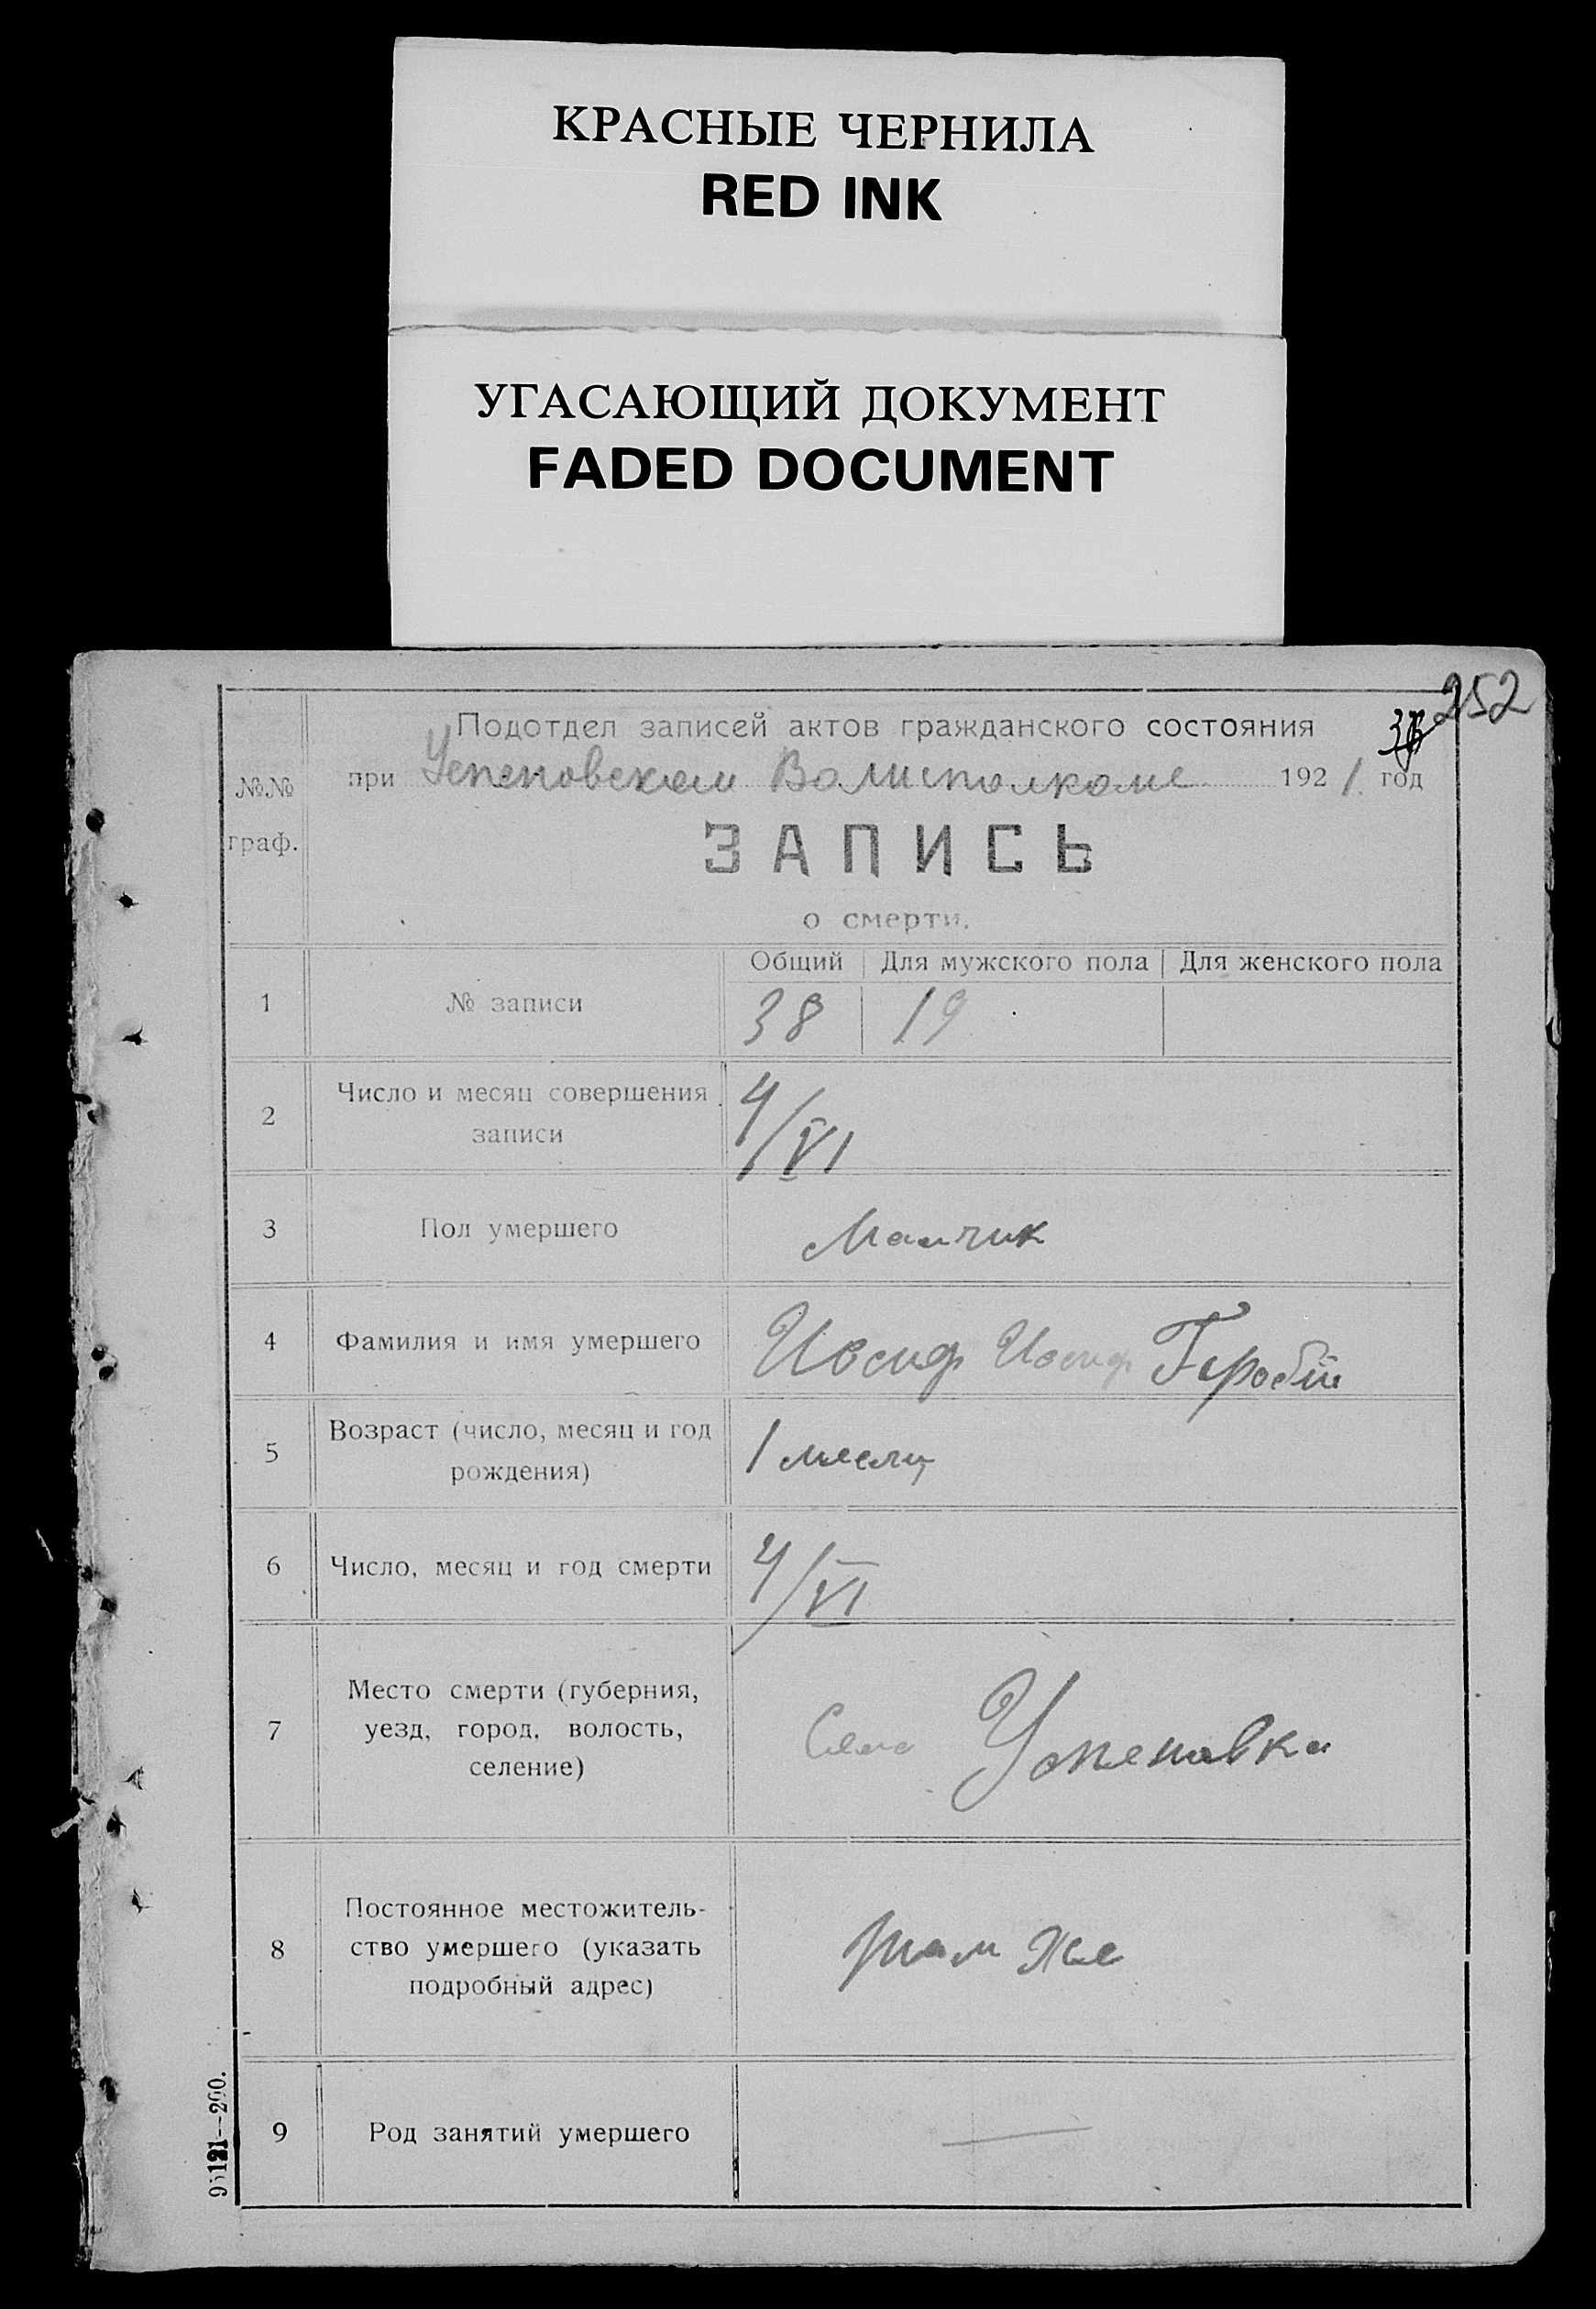 КРАСНЫЕ ЧЕРНИЛА
RED INK
УГАСАЮЩИЙ ДОКУМЕНТ
FADED DOCUMENT
252
Подотдел записей актов гражданского состояния
при Успеновском Волисполкоме 1921 год
№№ граф.
ЗАПИСЬ
о смерти.
Общий Для мужского пола Для женского пола
1 № записи 38 19
2 Число и месяц совершения 4/VI
записи
3 Пол умершего Малчик
4 Фамилия и имя умершего Иосиф Иосиф
5 Возраст (число, месяц и год 1 месяц
рождения)
6 Число, месяц и год смерти 4/VI
Место смерти (губерния,
7 уезд, город, волость, Село Успеновка
селение)
Постоянное местожитель-
8 ство умершего (указать там же
подробный адрес)
9 Род занятий умершего —